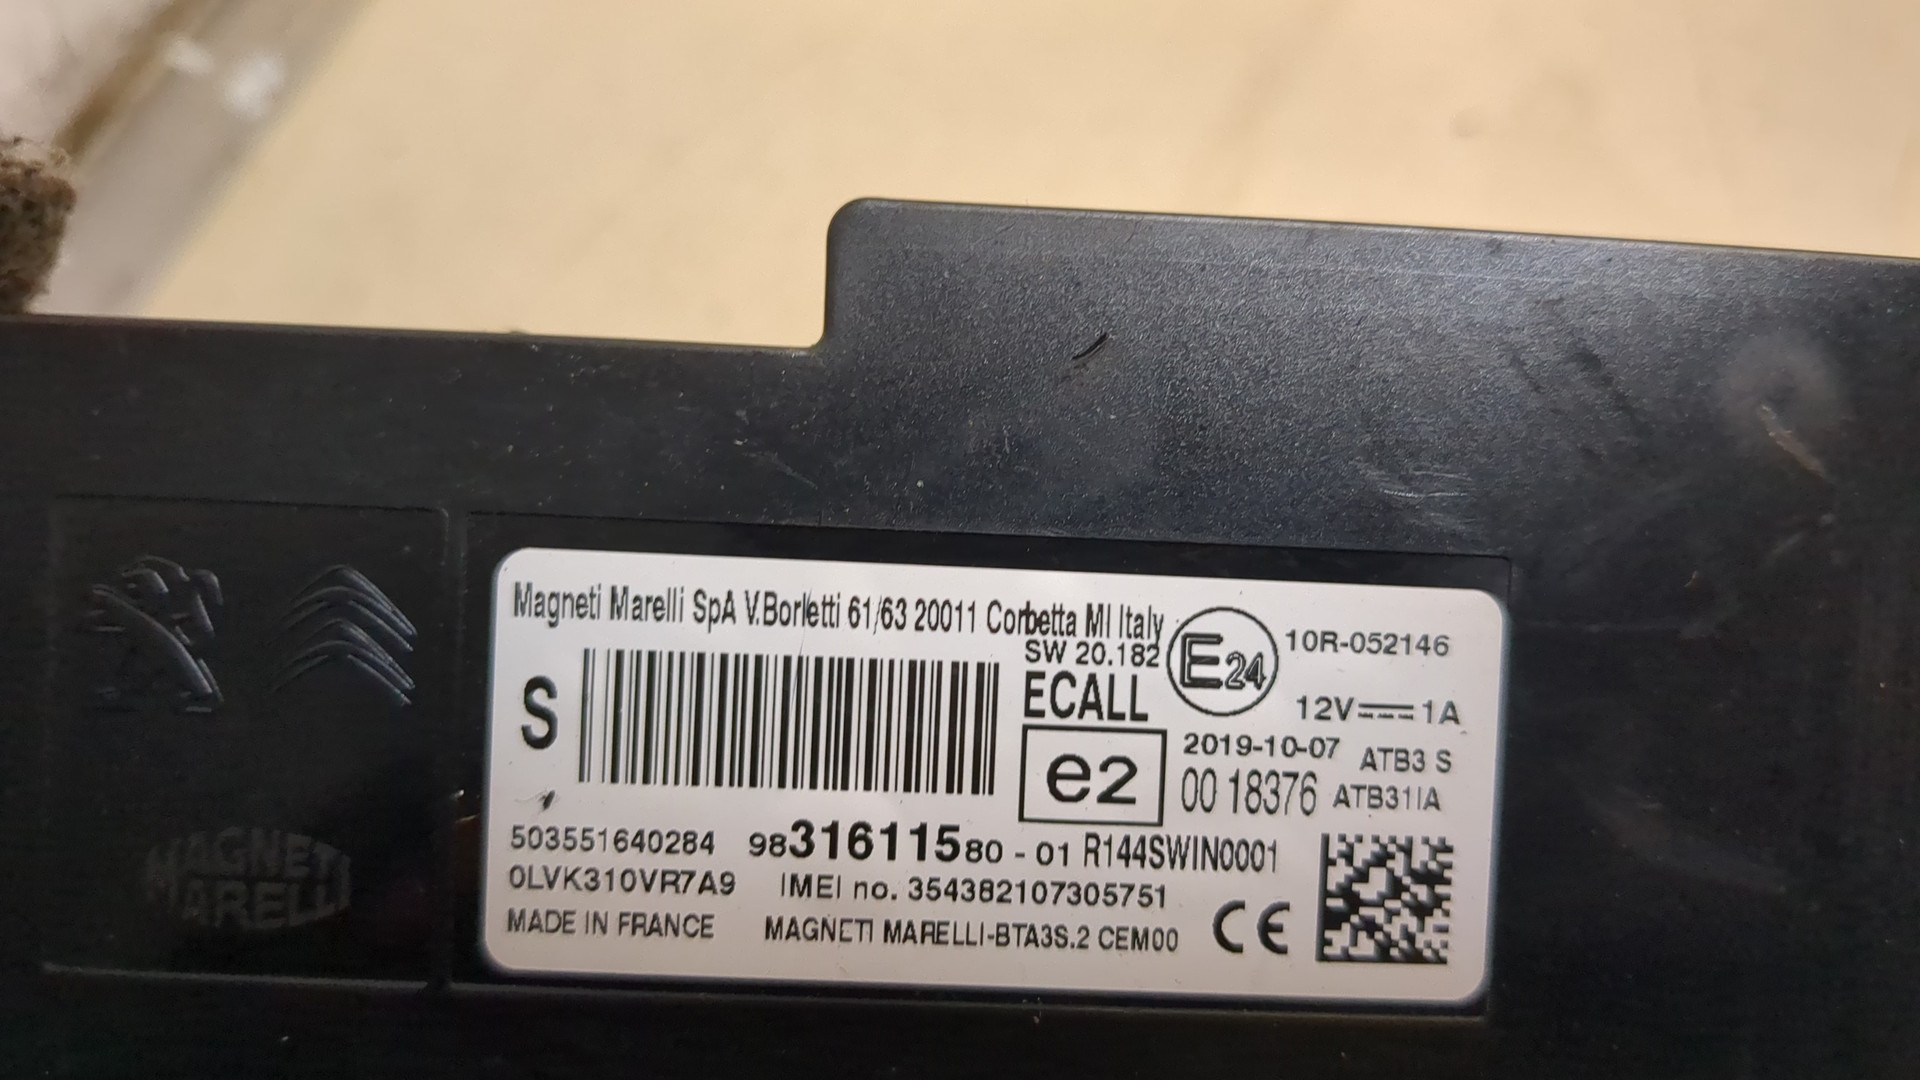 Magneti Marelli SpA V.Borletti 61/63 20011 Corbetta MI Italy
SW 20.182
E24
10R-052146
S
ECALL
12V 1A
e2
2019-10-07 ATB3 S
00 18376 ATB31IA
503551640284 9831611580 - 01 R144SWIN0001
0LVK310VR7A9 IMEI no. 354382107305751
MADE IN FRANCE MAGNETI MARELLI-BTA3S.2 CEM00
CE
MAGNETI
MARELLI